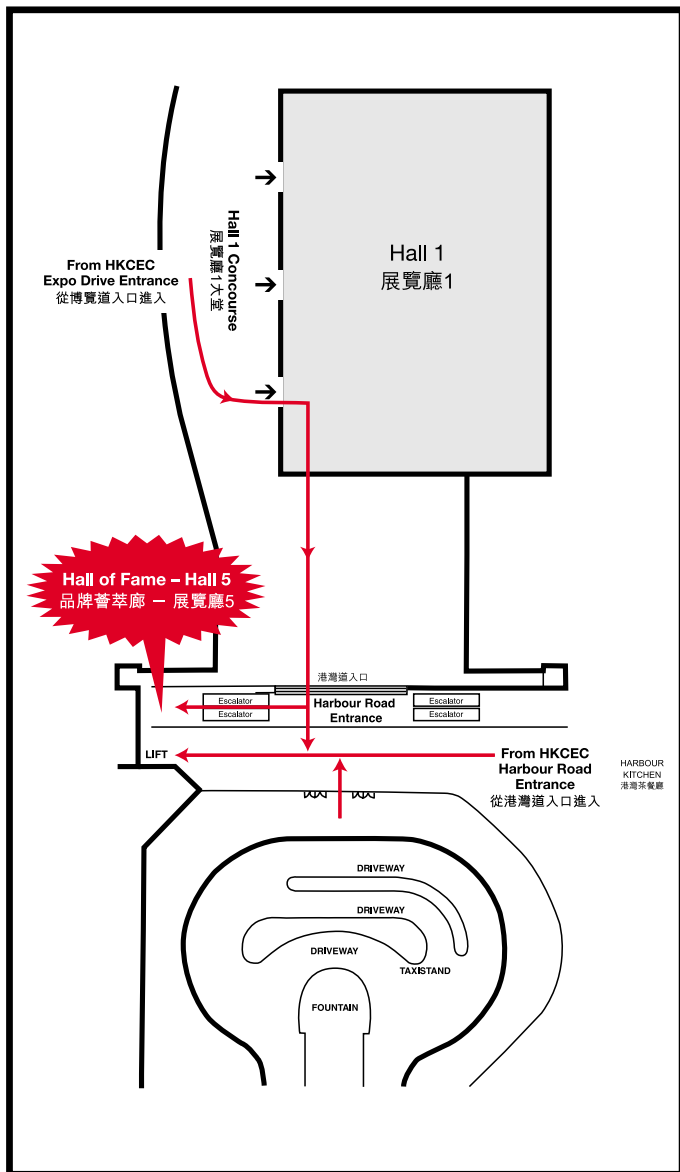 Hall 1
展覽廳1
Hall 1 Concourse
展覽廳1大堂
From HKCEC
Expo Drive Entrance
從博覽道入口進入
Hall of Fame – Hall 5
品牌薈萃廊 － 展覽廳5
港灣道入口
Escalator
Escalator
Harbour Road
Entrance
Escalator
Escalator
LIFT
From HKCEC
Harbour Road
Entrance
從港灣道入口進入
HARBOUR
KITCHEN
港灣茶餐廳
DRIVEWAY
DRIVEWAY
DRIVEWAY
TAXISTAND
FOUNTAIN